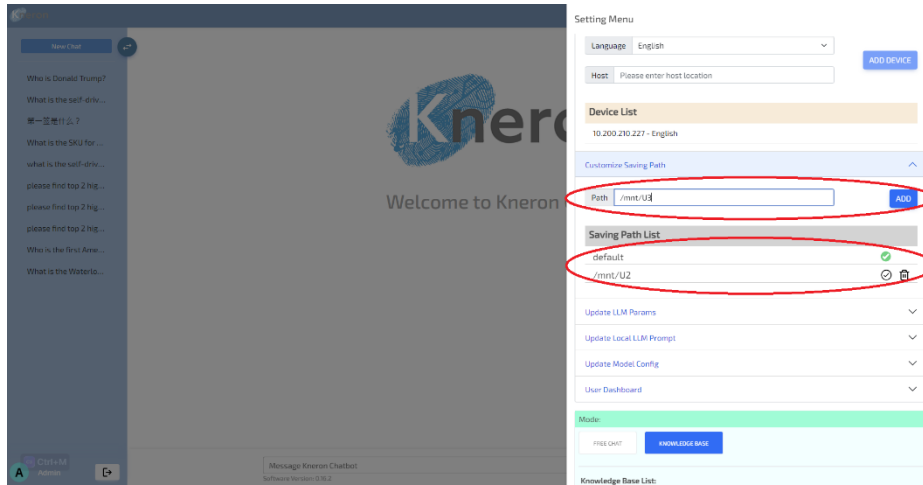 Kneron
Setting Menu
New Chat
Who is Donald Trump?
What is the self-driv...
第一签是什么？
What is the SKU for ...
what is the self-driv...
please find top 2 hig...
please find top 2 hig...
please find top 2 hig...
Who is the First Ame...
What is the Waterlo...
Ctrl+M
A Admin
Kner
Welcome to Kneron
Message Kneron Chatbot
Software Version: 0.16.2
Language English
ADD DEVICE
Host Please enter host location
Device List
10.200.210.227 - English
Customize Saving Path
Path /mnt/U3 ADD
Saving Path List
default
/mnt/U2
Update LLM Params
Update Local LLM Prompt
Update Model Config
User Dashboard
Mode:
FREE CHAT KNOWLEDGE BASE
Knowledge Base List: